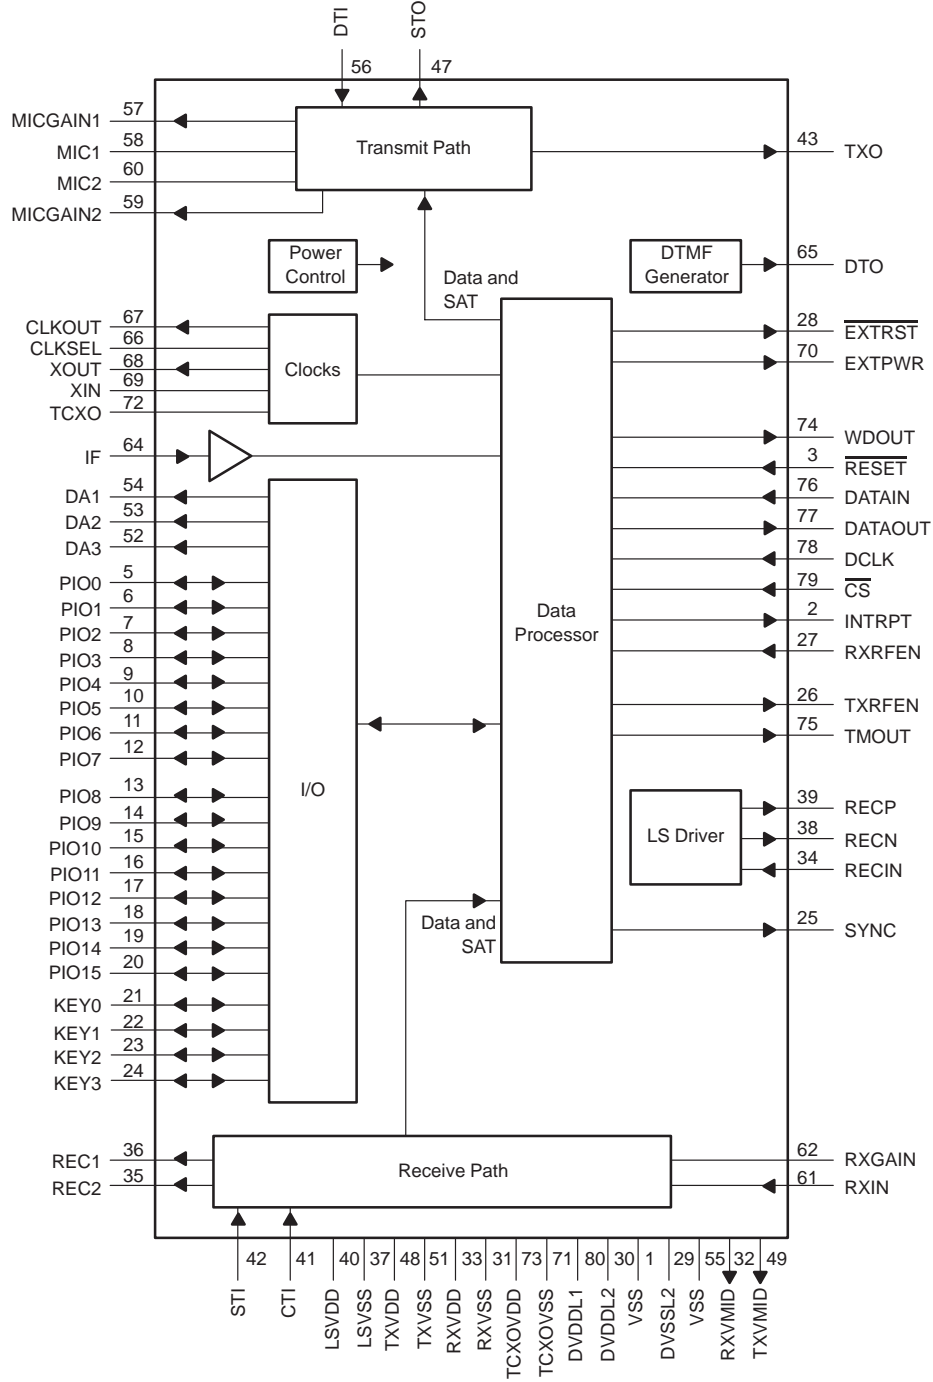 DTI
STO
56
47
57
MICGAIN1
58
MIC1
60
MIC2
59
MICGAIN2
Transmit Path
43
TXO
Power
Control
Data and
SAT
DTMF
Generator
65
DTO
67
CLKOUT
66
CLKSEL
68
XOUT
69
XIN
72
TCXO
Clocks
28
EXTRST
70
EXTPWR
64
IF
74
WDOUT
3
RESET
76
DATAIN
77
DATAOUT
78
DCLK
79
CS
2
INTRPT
27
RXRFEN
26
TXRFEN
75
TMOUT
Data
Processor
54
DA1
53
DA2
52
DA3
5
PIO0
6
PIO1
7
PIO2
8
PIO3
9
PIO4
10
PIO5
11
PIO6
12
PIO7
13
PIO8
14
PIO9
15
PIO10
16
PIO11
17
PIO12
18
PIO13
19
PIO14
20
PIO15
21
KEY0
22
KEY1
23
KEY2
24
KEY3
I/O
LS Driver
39
RECP
38
RECN
34
RECIN
Data and
SAT
25
SYNC
36
REC1
35
REC2
Receive Path
62
RXGAIN
61
RXIN
42
41
40
37
48
51
33
31
73
71
80
30
1
29
55
32
49
STI
CTI
LSVDD
LSVSS
TXVDD
TXVSS
RXVDD
RXVSS
TCXOVDD
TCXOVSS
DVDDL1
DVDDL2
VSS
DVSSL2
VSS
RXVMID
TXVMID